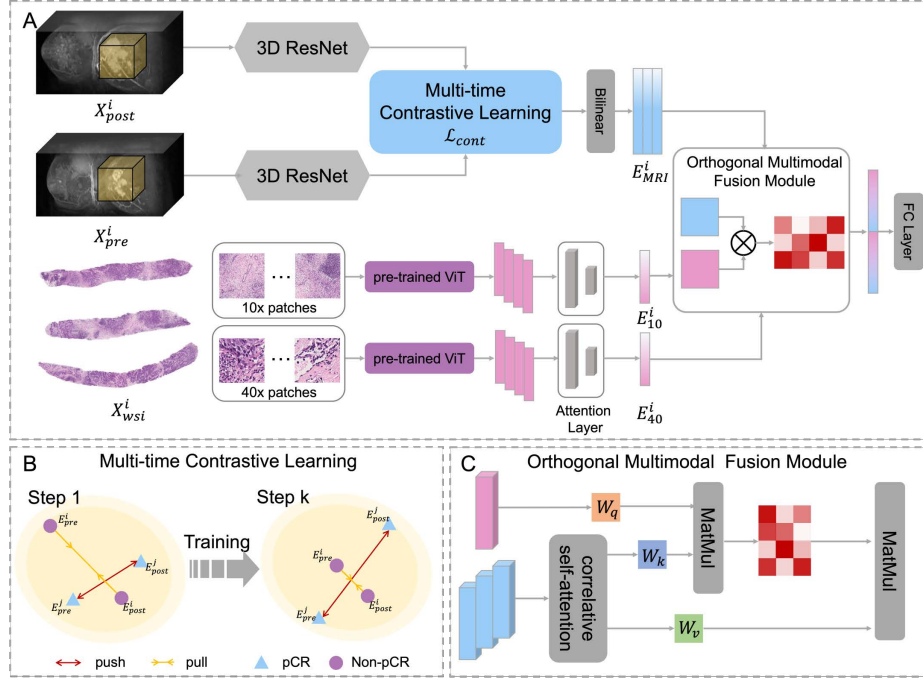 A
3D ResNet
X^i_post
Multi-time
Contrastive Learning
L_cont
Bilinear
3D ResNet
X^i_pre
E^i_MRI
Orthogonal Multimodal
Fusion Module
FC Layer
...
10x patches
pre-trained ViT
E^i_10
...
40x patches
pre-trained ViT
Attention
Layer
E^i_40
X^i_wsi
B
Multi-time Contrastive Learning
Step 1
E^i_pre
E^j_post
E^j_pre
E^i_post
Training
Step k
E^j_post
E^i_pre
E^j_pre
E^i_post
push
pull
pCR
Non-pCR
C
Orthogonal Multimodal Fusion Module
W_q
MatMul
correlative
self-attention
W_k
W_v
MatMul